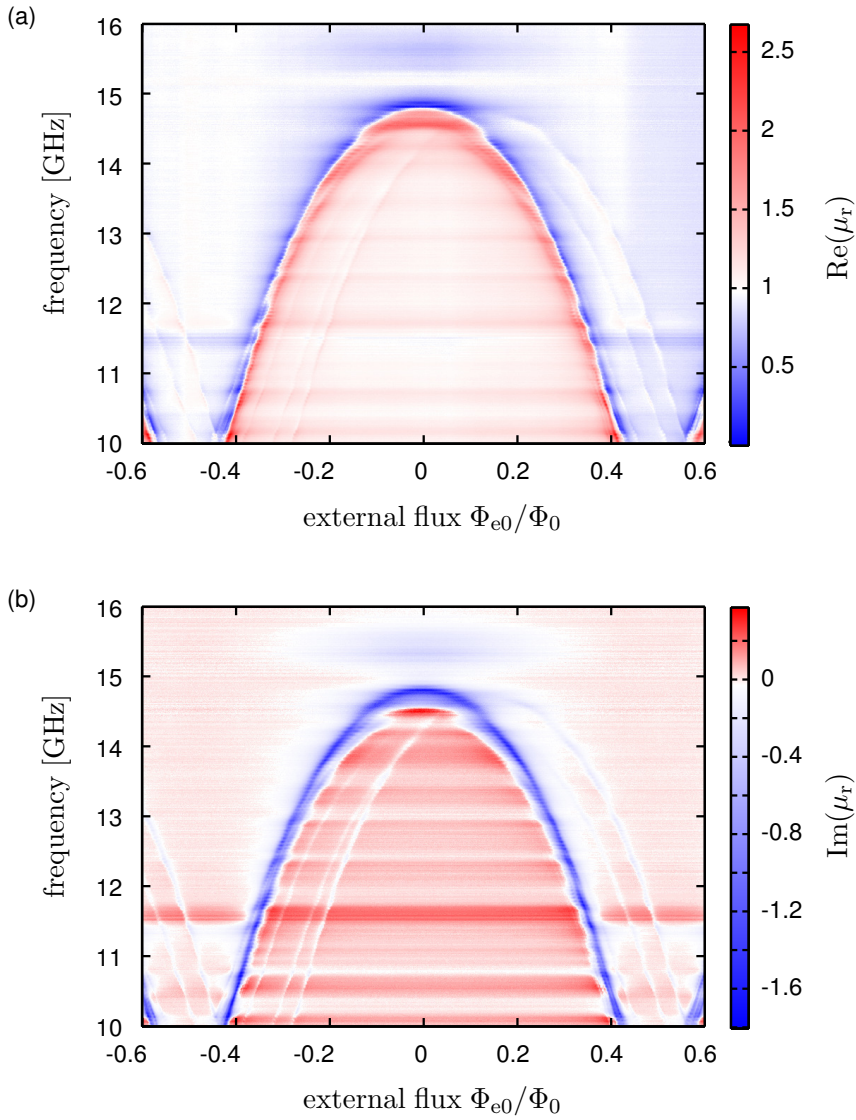 (a)
16
15
14
13
12
11
10
frequency [GHz]
-0.6 -0.4 -0.2 0 0.2 0.4 0.6
external flux Φe0/Φ0
2.5
2
1.5
1
0.5
Re(μr)
(b)
16
15
14
13
12
11
10
frequency [GHz]
-0.6 -0.4 -0.2 0 0.2 0.4 0.6
external flux Φe0/Φ0
0
-0.4
-0.8
-1.2
-1.6
Im(μr)